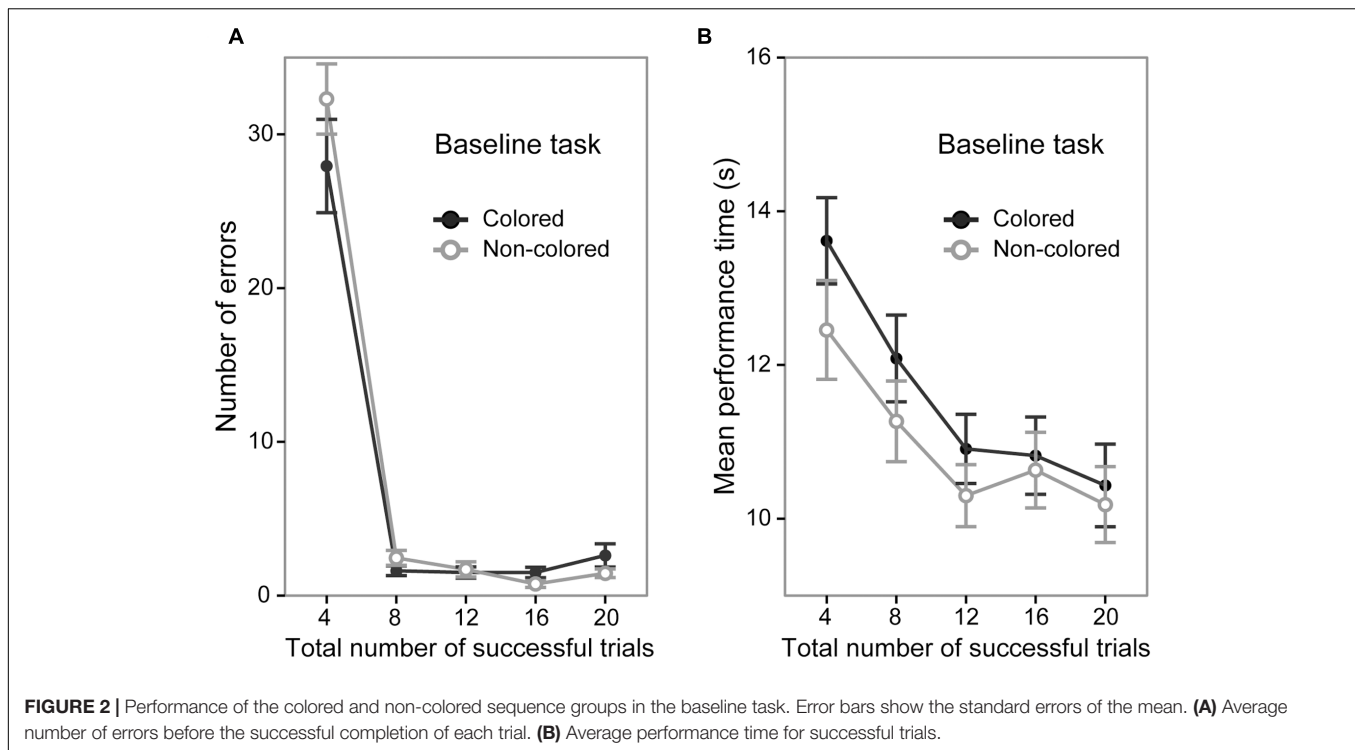 A
Number of errors
30
20
10
0
Baseline task
Colored
Non-colored
4 8 12 16 20
Total number of successful trials
B
Mean performance time (s)
16
14
12
10
Baseline task
Colored
Non-colored
4 8 12 16 20
Total number of successful trials
FIGURE 2 | Performance of the colored and non-colored sequence groups in the baseline task. Error bars show the standard errors of the mean. (A) Average
number of errors before the successful completion of each trial. (B) Average performance time for successful trials.